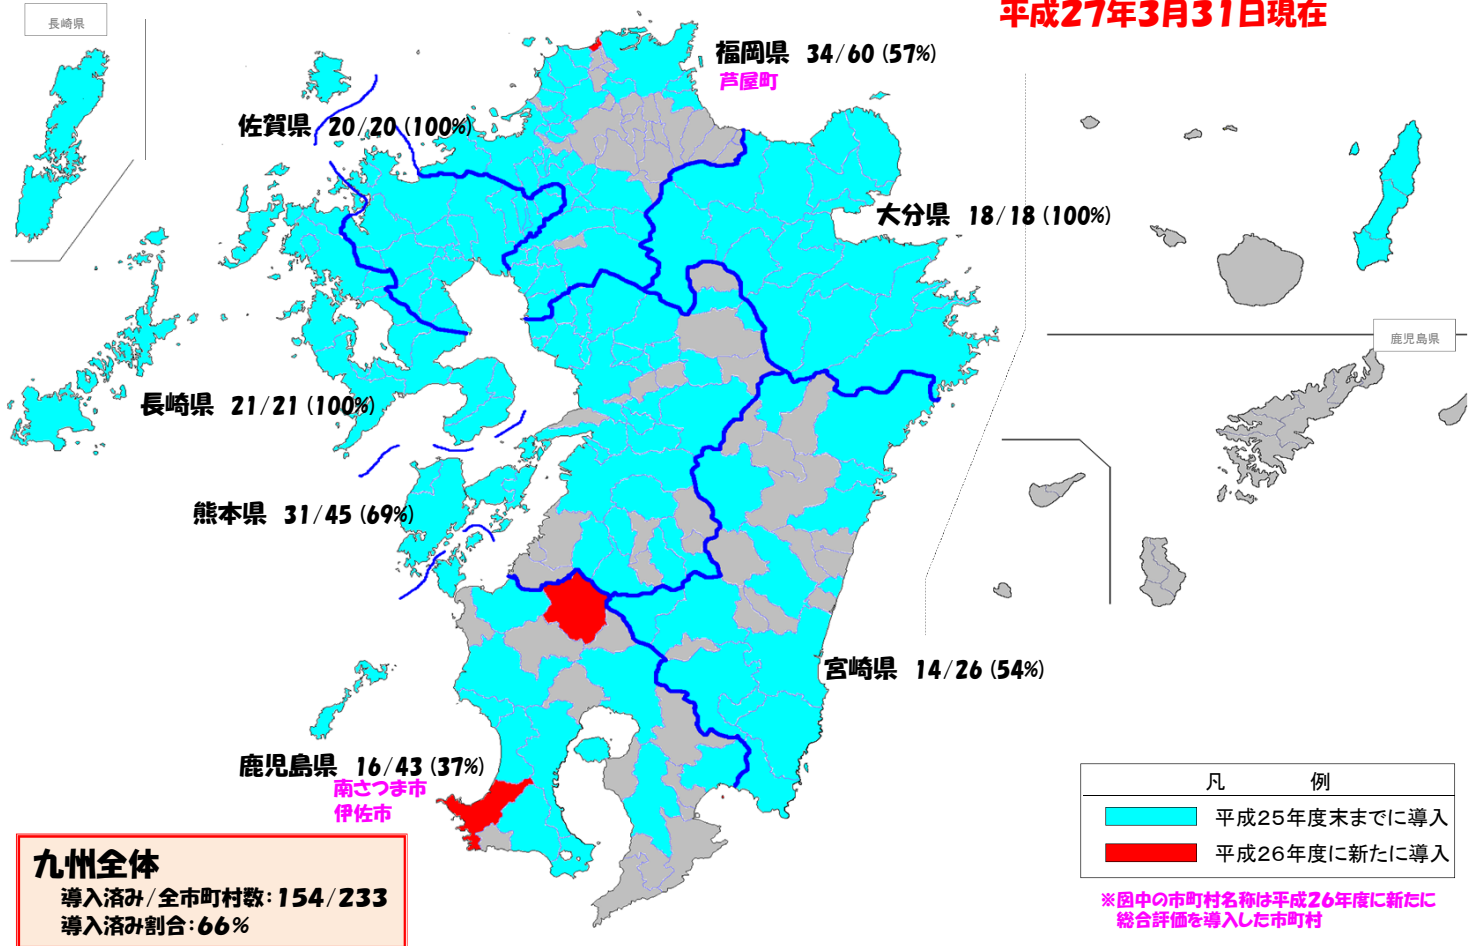 平成27年3月31日現在
長崎県
福岡県 34/60 (57%)
芦屋町
佐賀県 20/20 (100%)
大分県 18/18 (100%)
鹿児島県
長崎県 21/21 (100%)
熊本県 31/45 (69%)
宮崎県 14/26 (54%)
鹿児島県 16/43 (37%)
南さつま市
伊佐市
凡 例
平成25年度末までに導入
平成26年度に新たに導入
九州全体
導入済み/全市町村数:154/233
導入済み割合:66%
※図中の市町村名称は平成26年度に新たに
総合評価を導入した市町村